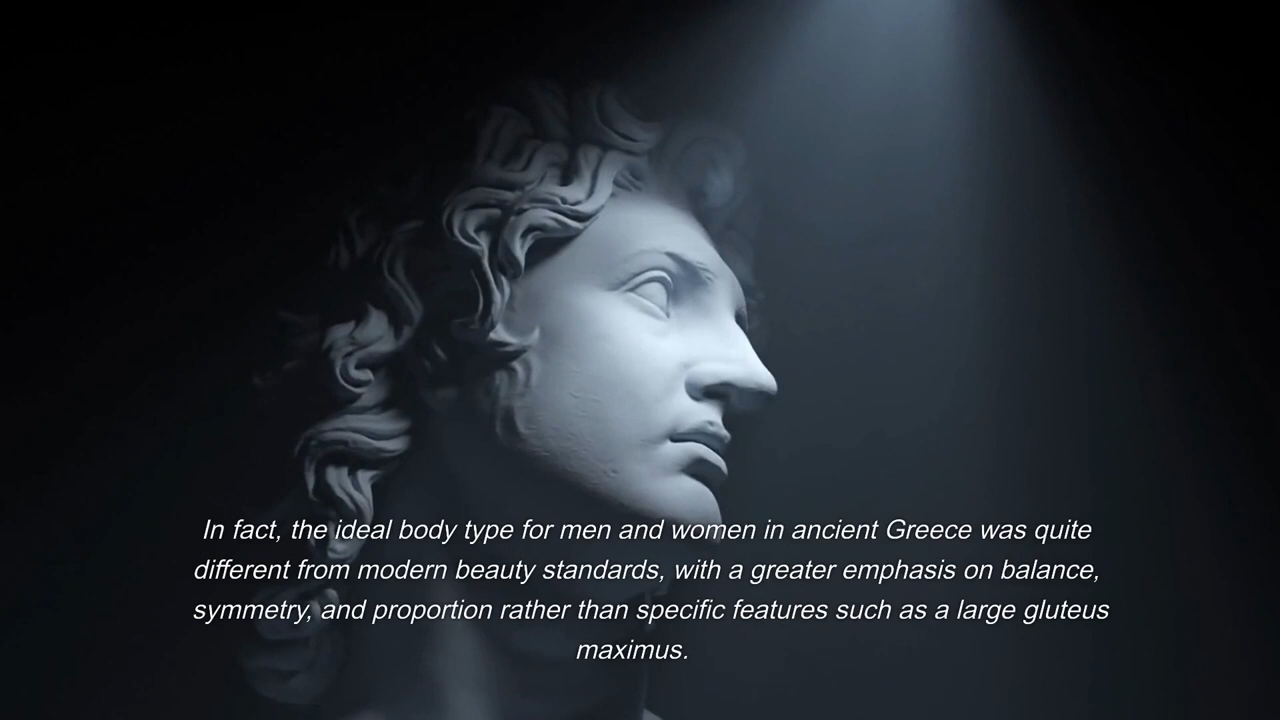 In fact, the ideal body type for men and women in ancient Greece was quite
different from modern beauty standards, with a greater emphasis on balance,
symmetry, and proportion rather than specific features such as a large gluteus
maximus.